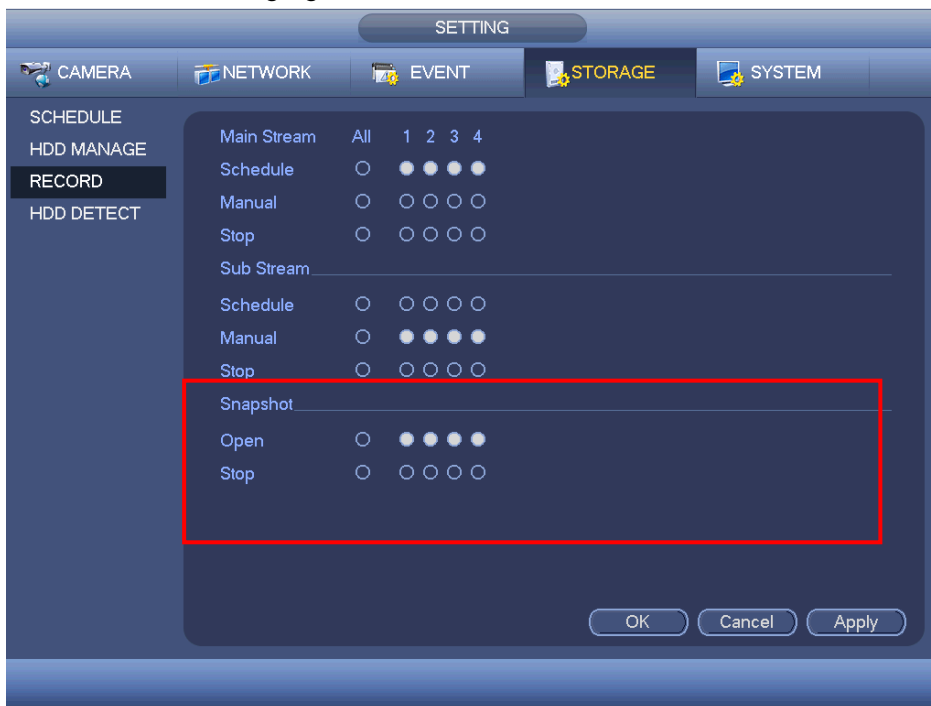 SETTING
CAMERA NETWORK EVENT STORAGE SYSTEM
SCHEDULE
HDD MANAGE
RECORD
HDD DETECT
Main Stream All 1 2 3 4
Schedule
Manual
Stop
Sub Stream
Schedule
Manual
Stop
Snapshot
Open
Stop
OK Cancel Apply